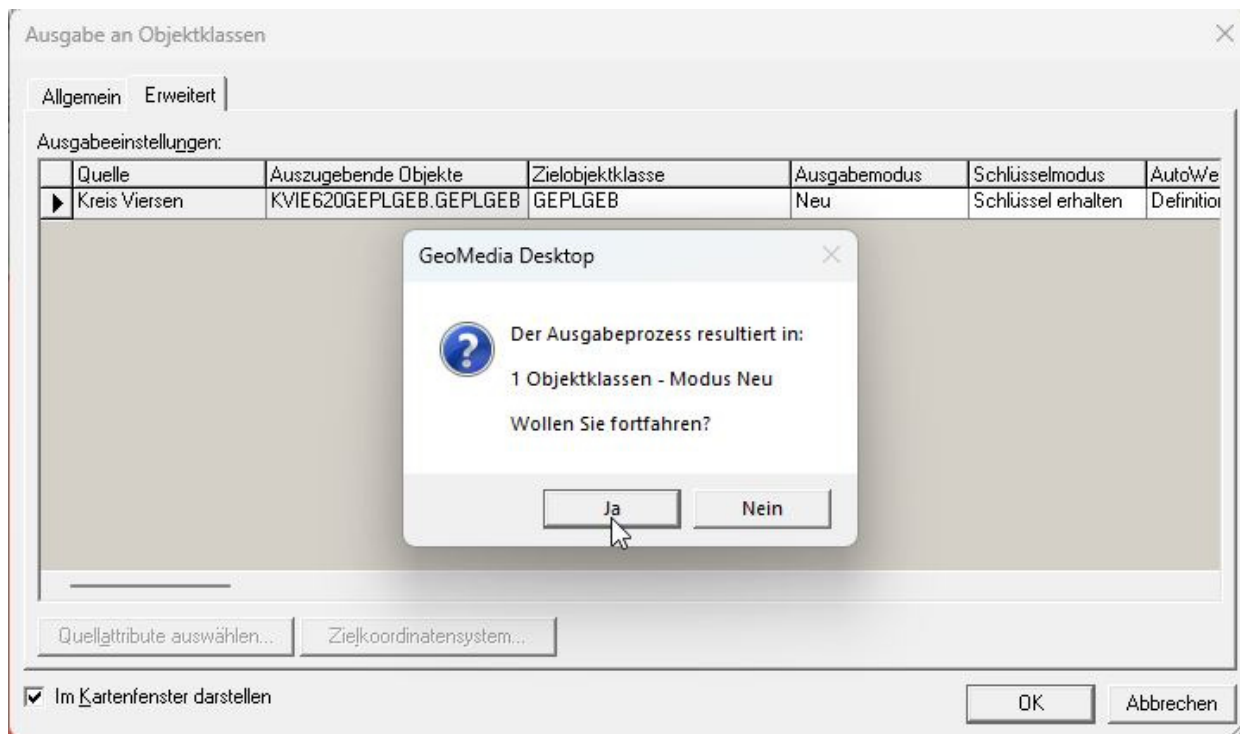 Ausgabe an Objektklassen
Allgemein Erweitert
Ausgabeeinstellungen:
Quelle Auszugebende Objekte Zielobjektklasse Ausgabemodus Schlüsselmodus AutoWe
Kreis Viersen KVIE620GEPLGEB.GEPLGEB GEPLGEB Neu Schlüssel erhalten Definition
GeoMedia Desktop
Der Ausgabeprozess resultiert in:
1 Objektklassen - Modus Neu
Wollen Sie fortfahren?
Ja Nein
Quellattribute auswählen... Zielkoordinatensystem...
Im Kartenfenster darstellen
OK Abbrechen